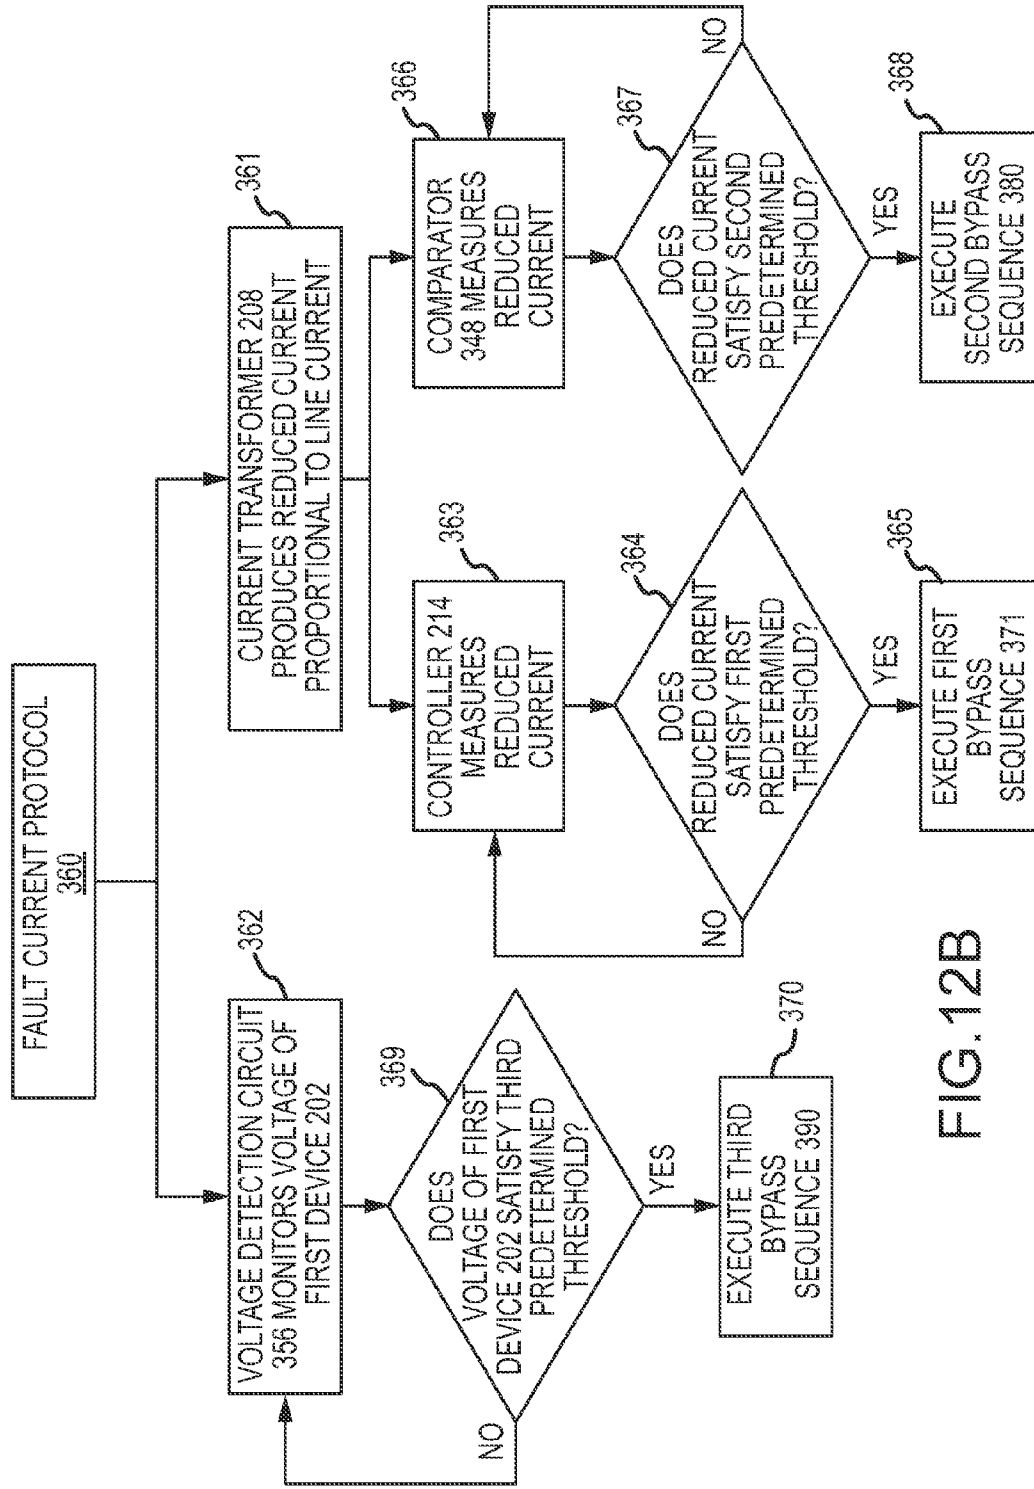 FAULT CURRENT PROTOCOL
360
362
VOLTAGE DETECTION CIRCUIT
356 MONITORS VOLTAGE OF
FIRST DEVICE 202
369
DOES
VOLTAGE OF FIRST
DEVICE 202 SATISFY THIRD
PREDETERMINED
THRESHOLD?
NO
YES
370
EXECUTE THIRD
BYPASS
SEQUENCE 390
361
CURRENT TRANSFORMER 208
PRODUCES REDUCED CURRENT
PROPORTIONAL TO LINE CURRENT
363
CONTROLLER 214
MEASURES
REDUCED
CURRENT
364
DOES
REDUCED CURRENT
SATISFY FIRST
PREDETERMINED
THRESHOLD?
NO
YES
365
EXECUTE FIRST
BYPASS
SEQUENCE 371
366
COMPARATOR
348 MEASURES
REDUCED
CURRENT
367
DOES
REDUCED CURRENT
SATISFY SECOND
PREDETERMINED
THRESHOLD?
NO
YES
368
EXECUTE
SECOND BYPASS
SEQUENCE 380
FIG.12B